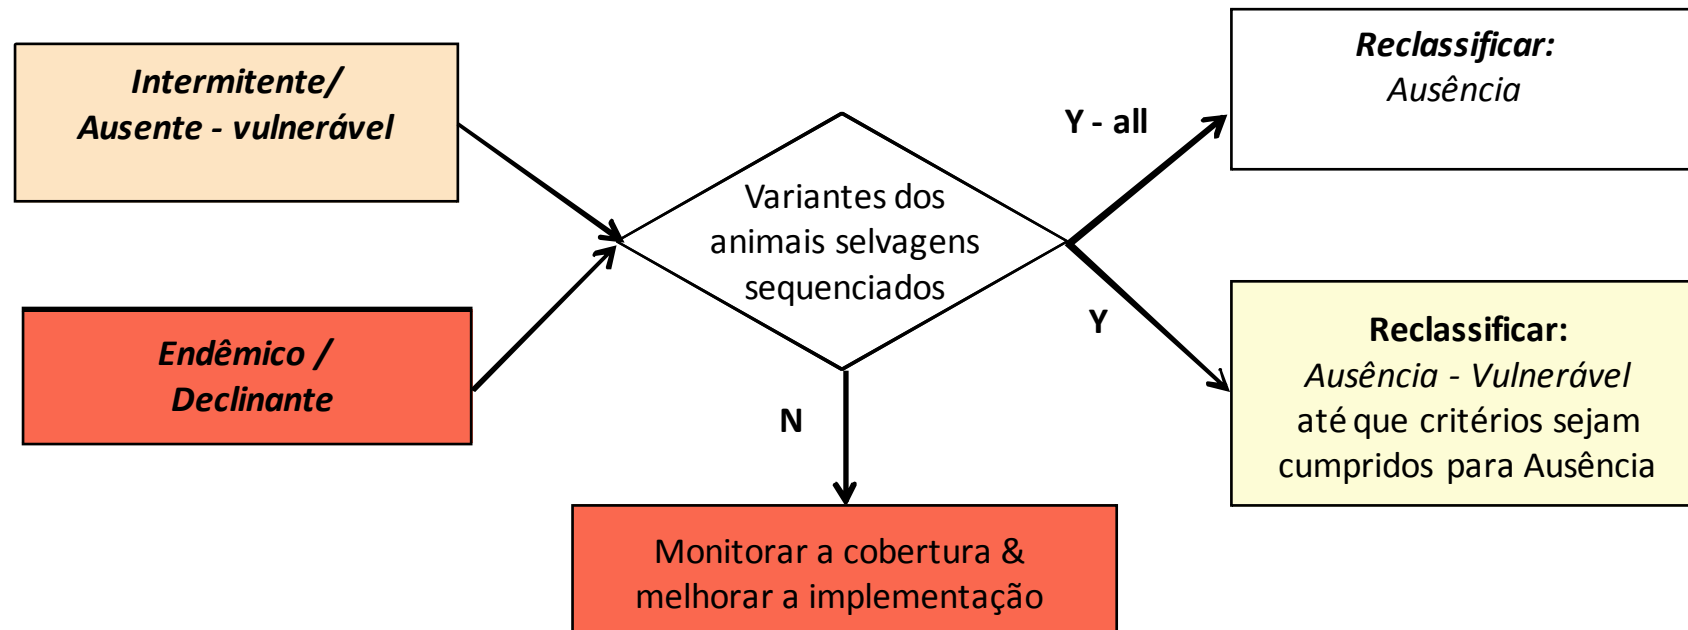 Intermitente/
Ausente - vulnerável
Endêmico /
Declinante
Variantes dos
animais selvagens
sequenciados
Y - all
Y
N
Reclassificar:
Ausência
Reclassificar:
Ausência - Vulnerável
até que critérios sejam
cumpridos para Ausência
Monitorar a cobertura &
melhorar a implementação